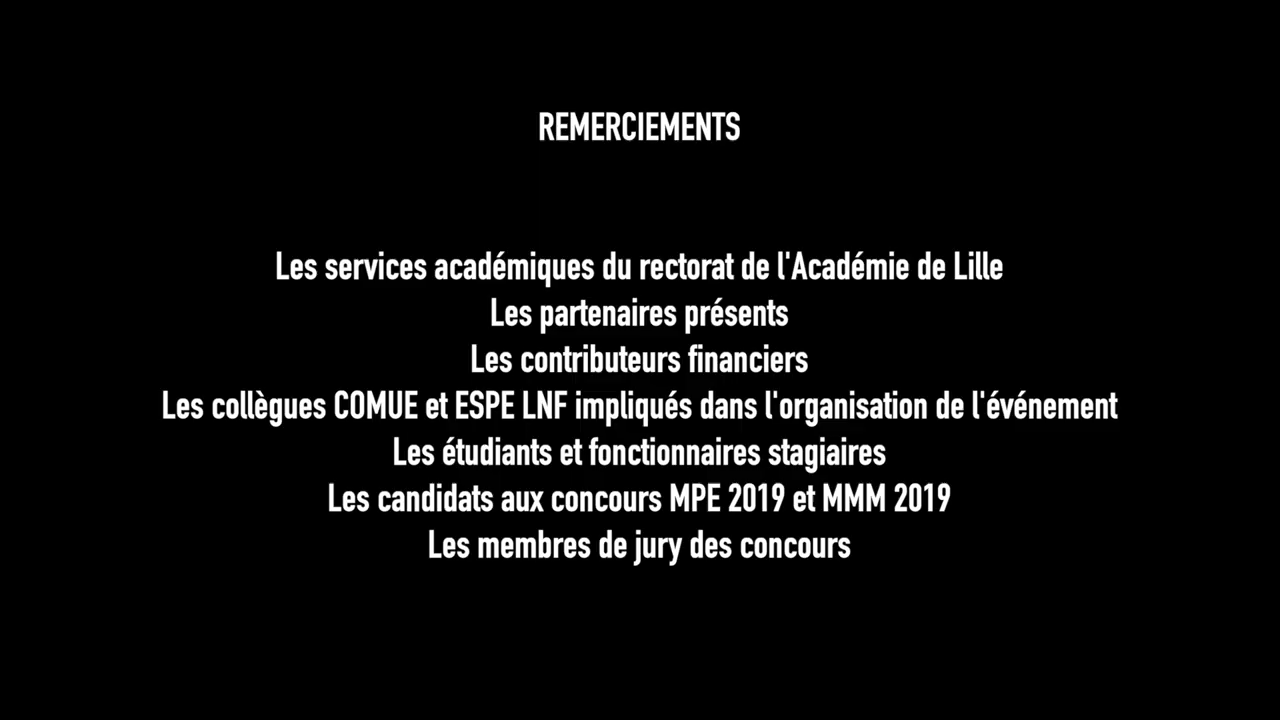 REMERCIEMENTS
Les services académiques du rectorat de l'Académie de Lille
Les partenaires présents
Les contributeurs financiers
Les collègues COMUE et ESPE LNF impliqués dans l'organisation de l'événement
Les étudiants et fonctionnaires stagiaires
Les candidats aux concours MPE 2019 et MMM 2019
Les membres de jury des concours